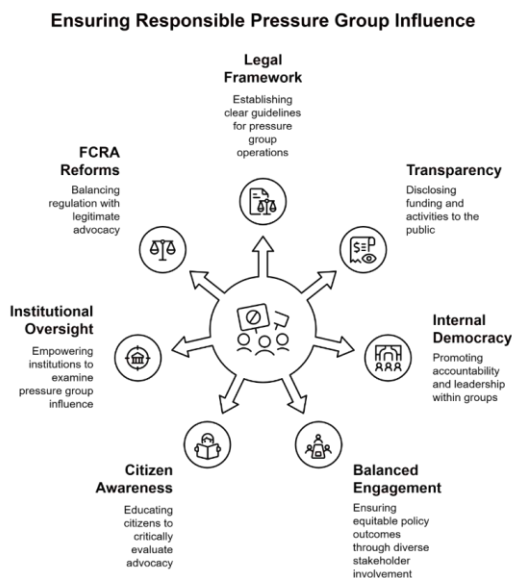 Ensuring Responsible Pressure Group Influence
Legal
Framework
Establishing
clear guidelines
for pressure
group
operations
FCRA
Reforms
Balancing
regulation with
legitimate
advocacy
Transparency
Disclosing
funding and
activities to the
public
Institutional
Oversight
Empowering
institutions to
examine
pressure group
influence
Internal
Democracy
Promoting
accountability
and leadership
within groups
Citizen
Awareness
Educating
citizens to
critically
evaluate
advocacy
Balanced
Engagement
Ensuring
equitable policy
outcomes
through diverse
stakeholder
involvement